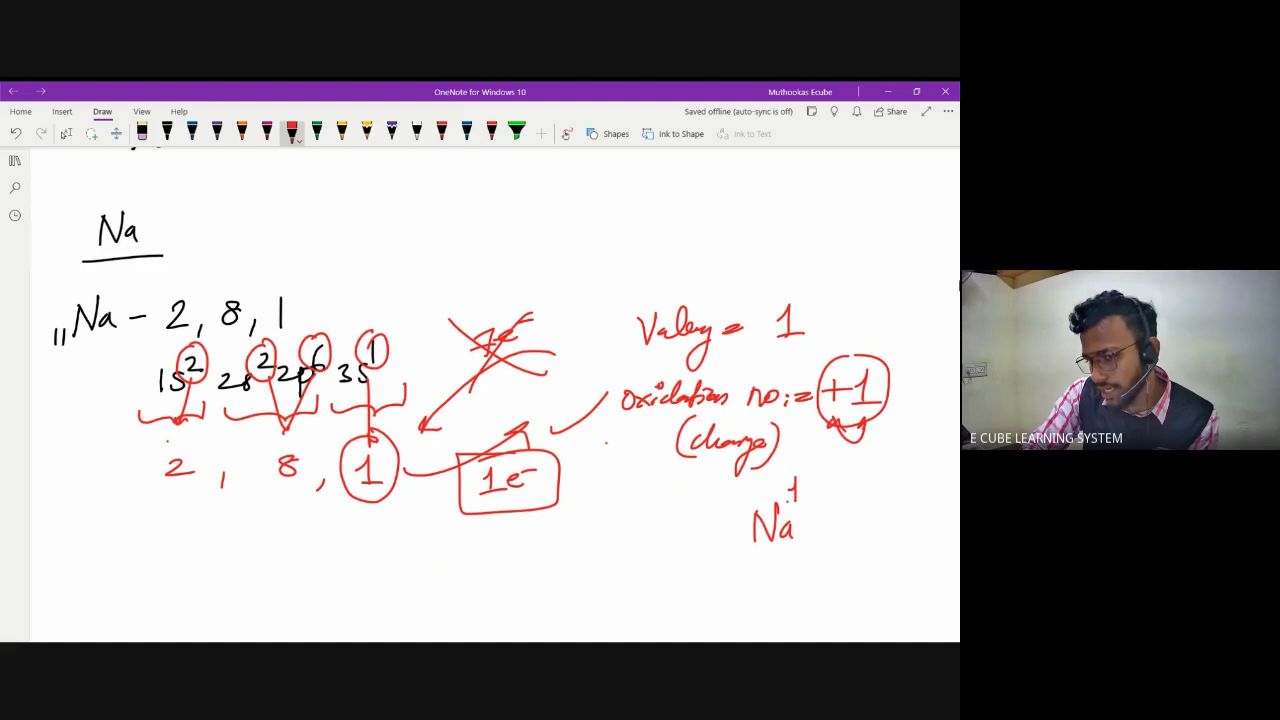 OneNote for Windows 10
Muthookas Ecube
Home Insert Draw View Help
Saved offline (auto-sync is off)
Share
Shapes
Ink to Shape
Ink to Text
Na
11Na - 2, 8, 1
1s2 2s2 2p6 3s1
2, 8, 1
1e-
Valency = 1
oxidation no: = +1
(charge)
Na
E CUBE LEARNING SYSTEM